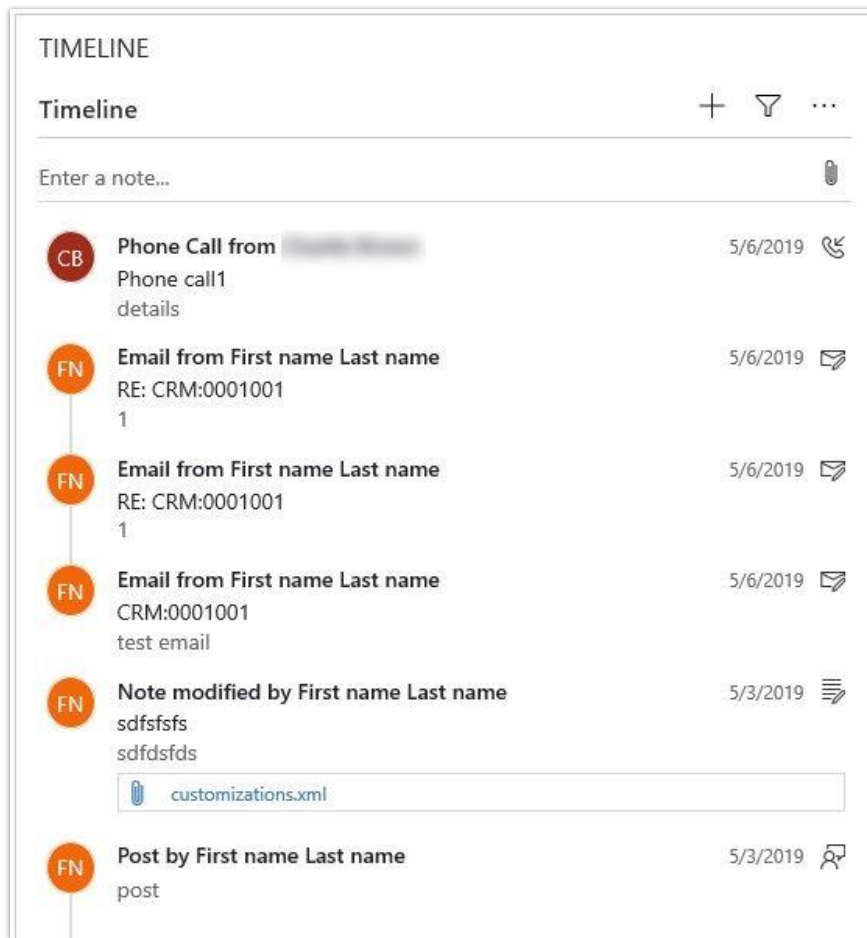 TIMELINE
Timeline
Enter a note...
CB Phone Call from 5/6/2019
Phone call1
details
FN Email from First name Last name 5/6/2019
RE: CRM:0001001
1
FN Email from First name Last name 5/6/2019
RE: CRM:0001001
1
FN Email from First name Last name 5/6/2019
CRM:0001001
test email
FN Note modified by First name Last name 5/3/2019
sdfsfsfs
sdfdsfds
customizations.xml
FN Post by First name Last name 5/3/2019
post